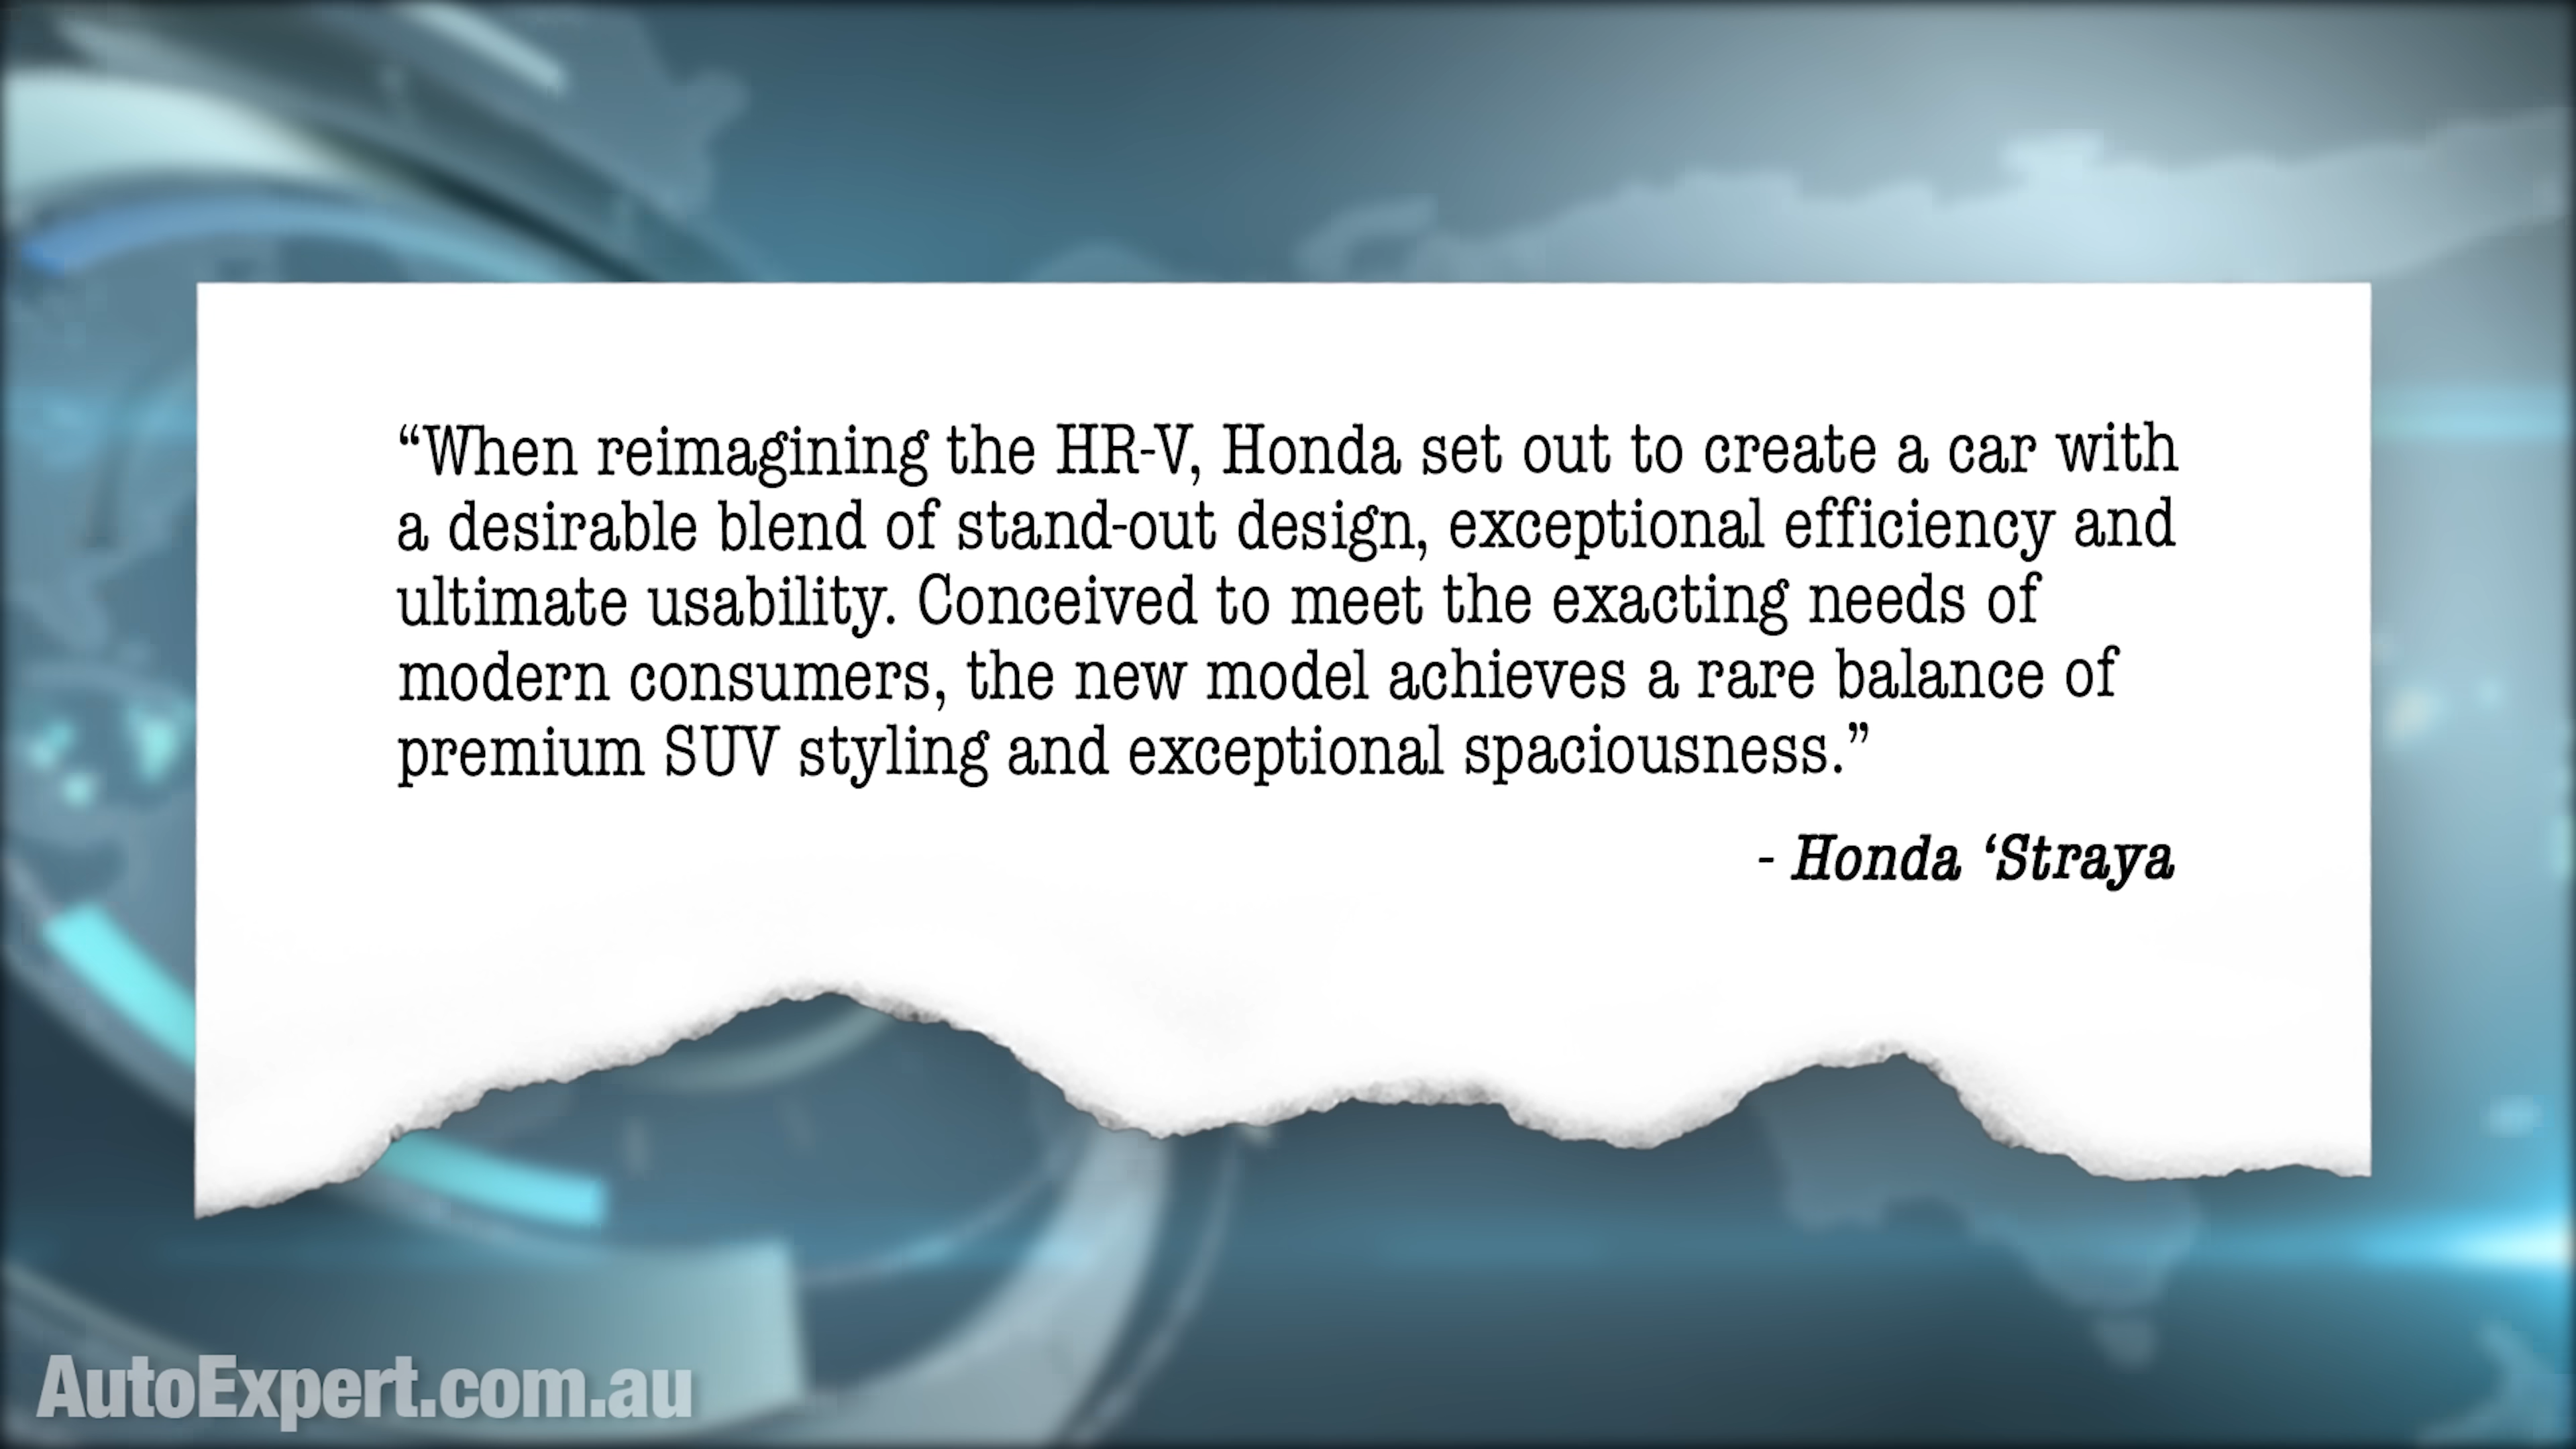 “When reimagining the HR-V, Honda set out to create a car with
a desirable blend of stand-out design, exceptional efficiency and
ultimate usability. Conceived to meet the exacting needs of
modern consumers, the new model achieves a rare balance of
premium SUV styling and exceptional spaciousness.”
- Honda ‘Straya
AutoExpert.com.au